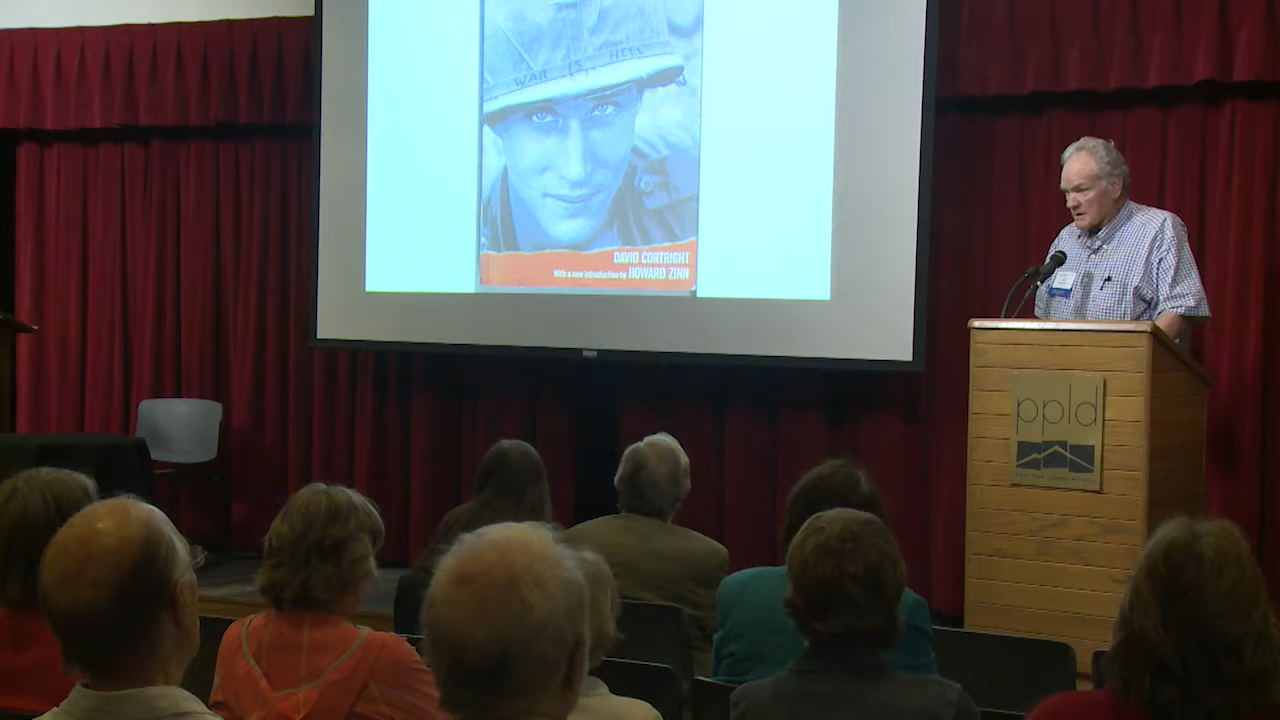 WAR IS HELL
DAVID CORTRIGHT
With a new introduction by HOWARD ZINN
ppld